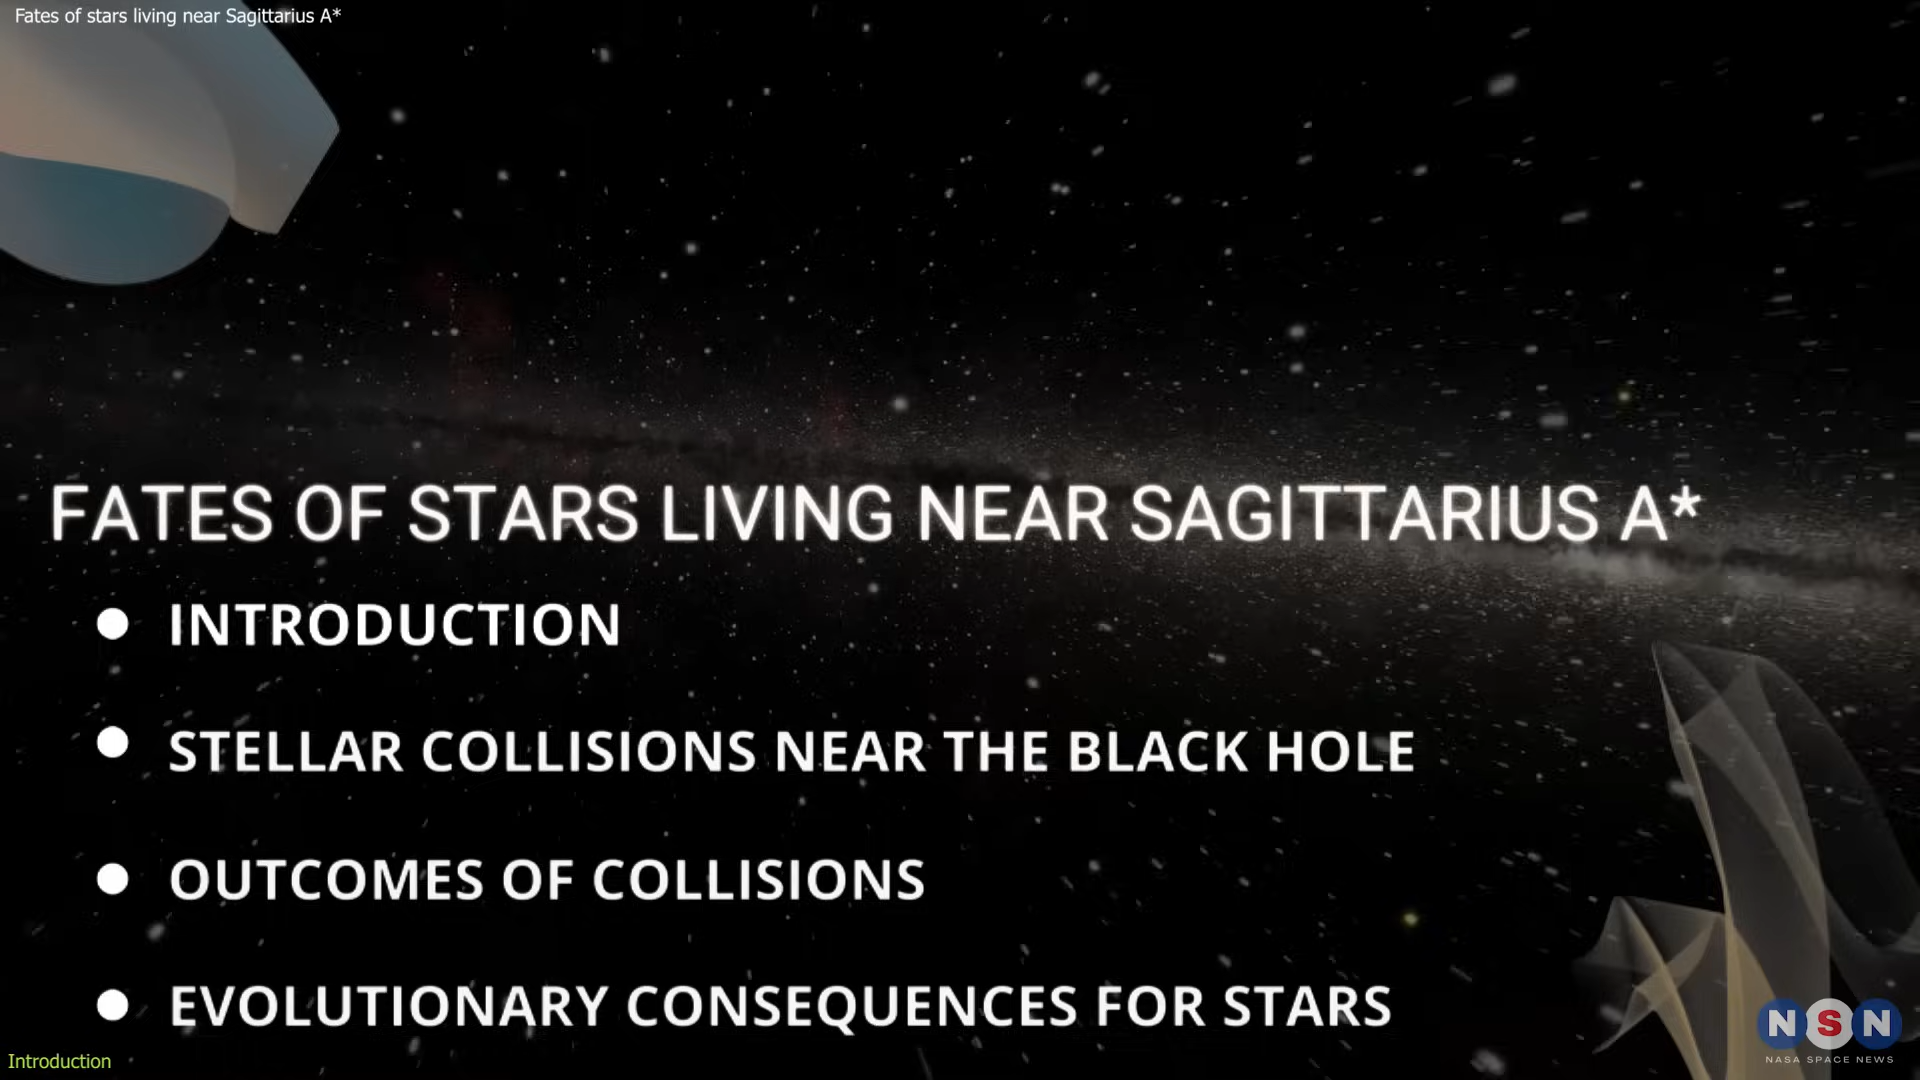 Fates of stars living near Sagittarius A*
FATES OF STARS LIVING NEAR SAGITTARIUS A*
● INTRODUCTION
● STELLAR COLLISIONS NEAR THE BLACK HOLE
● OUTCOMES OF COLLISIONS
● EVOLUTIONARY CONSEQUENCES FOR STARS
NSN
NASA SPACE NEWS
Introduction